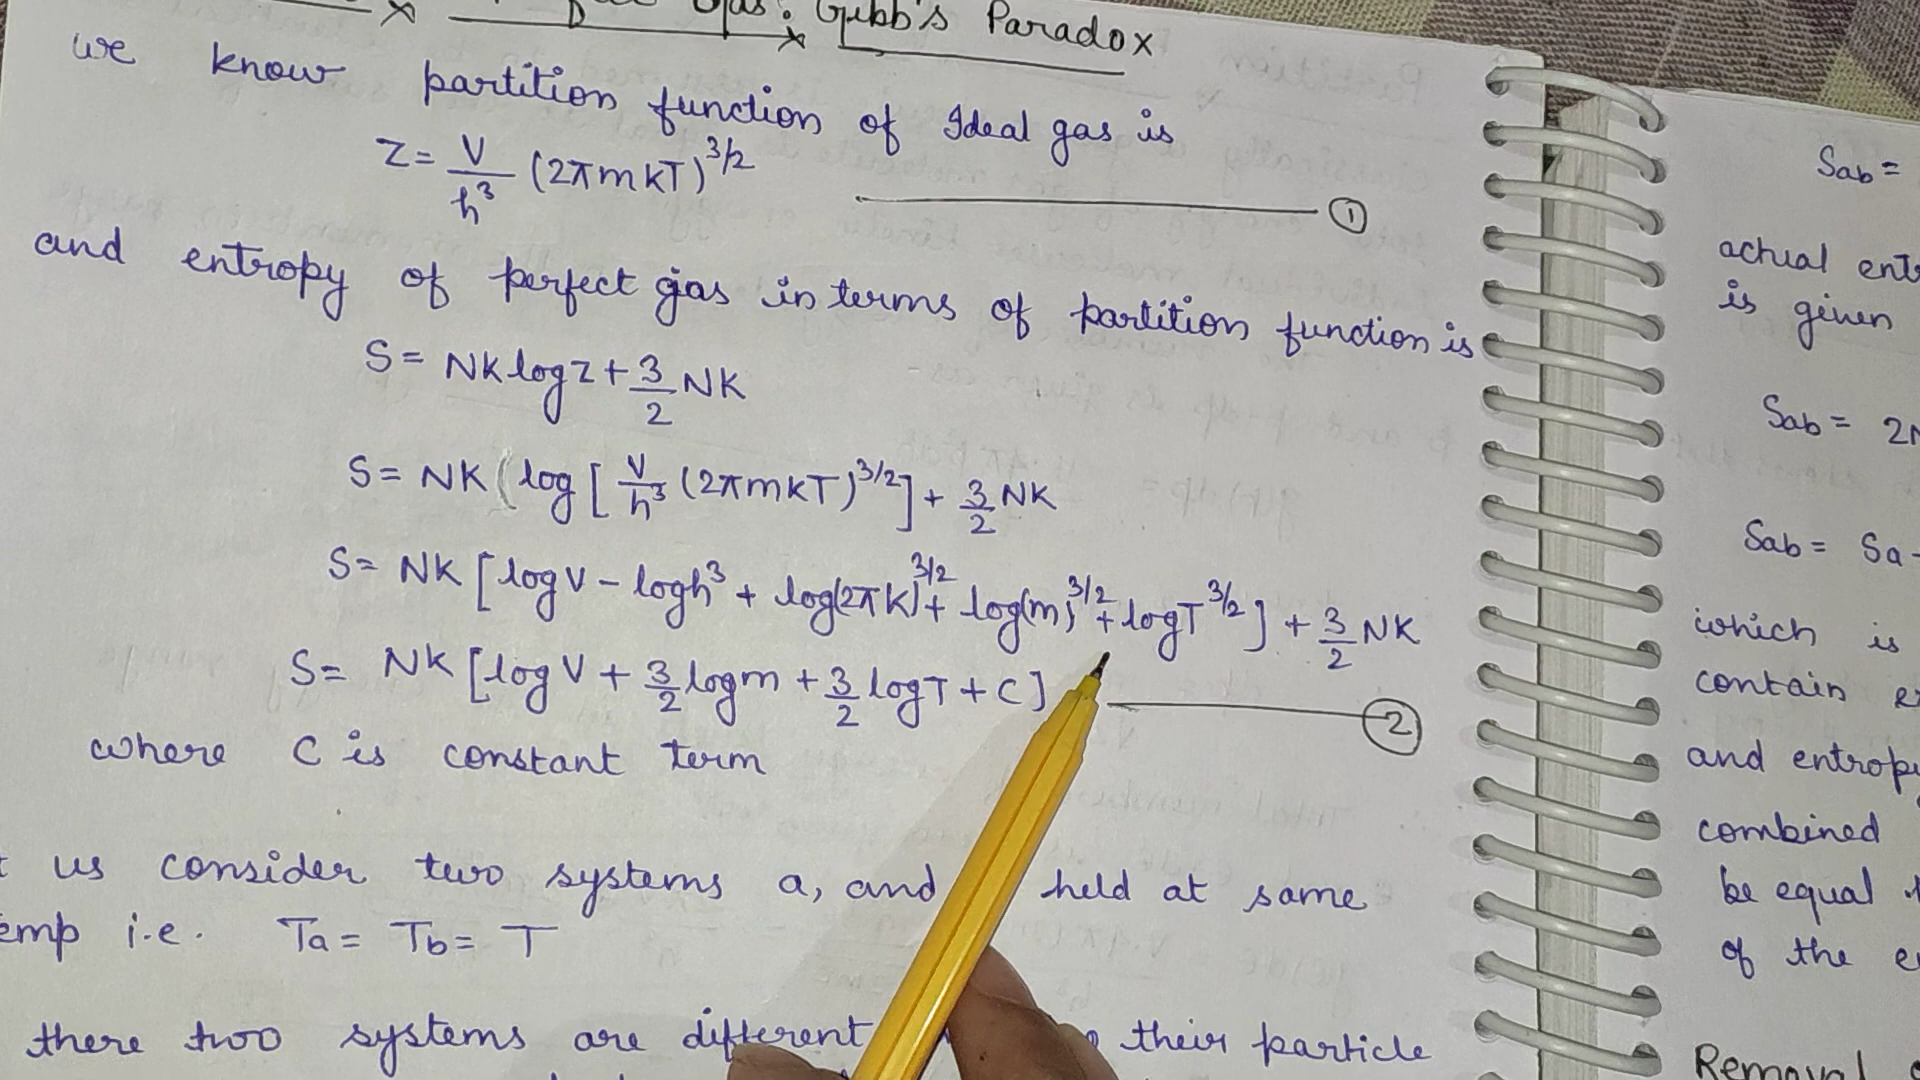 Gas: Gibb's Paradox
we know partition function of Ideal gas is
Z = V/h³ (2πmkT)^3/2 ——— ①
and entropy of perfect gas in terms of partition function is
S = NK log Z + 3/2 NK
S = NK (log [V/h³ (2πmkT)^3/2] + 3/2 NK
S = NK [log V – log h³ + log(2πK)^3/2 + log(m)^3/2 + log T^3/2] + 3/2 NK
S = NK [log V + 3/2 log m + 3/2 log T + C] ——— ②
where C is constant term
us consider two systems a, and held at same
emp i.e. Ta = Tb = T
there two systems are different their particle
Sab =
actual
is given
Sab =
Sab = Sa
which is
contain
and entropy
combined
be equal
of the
Removal